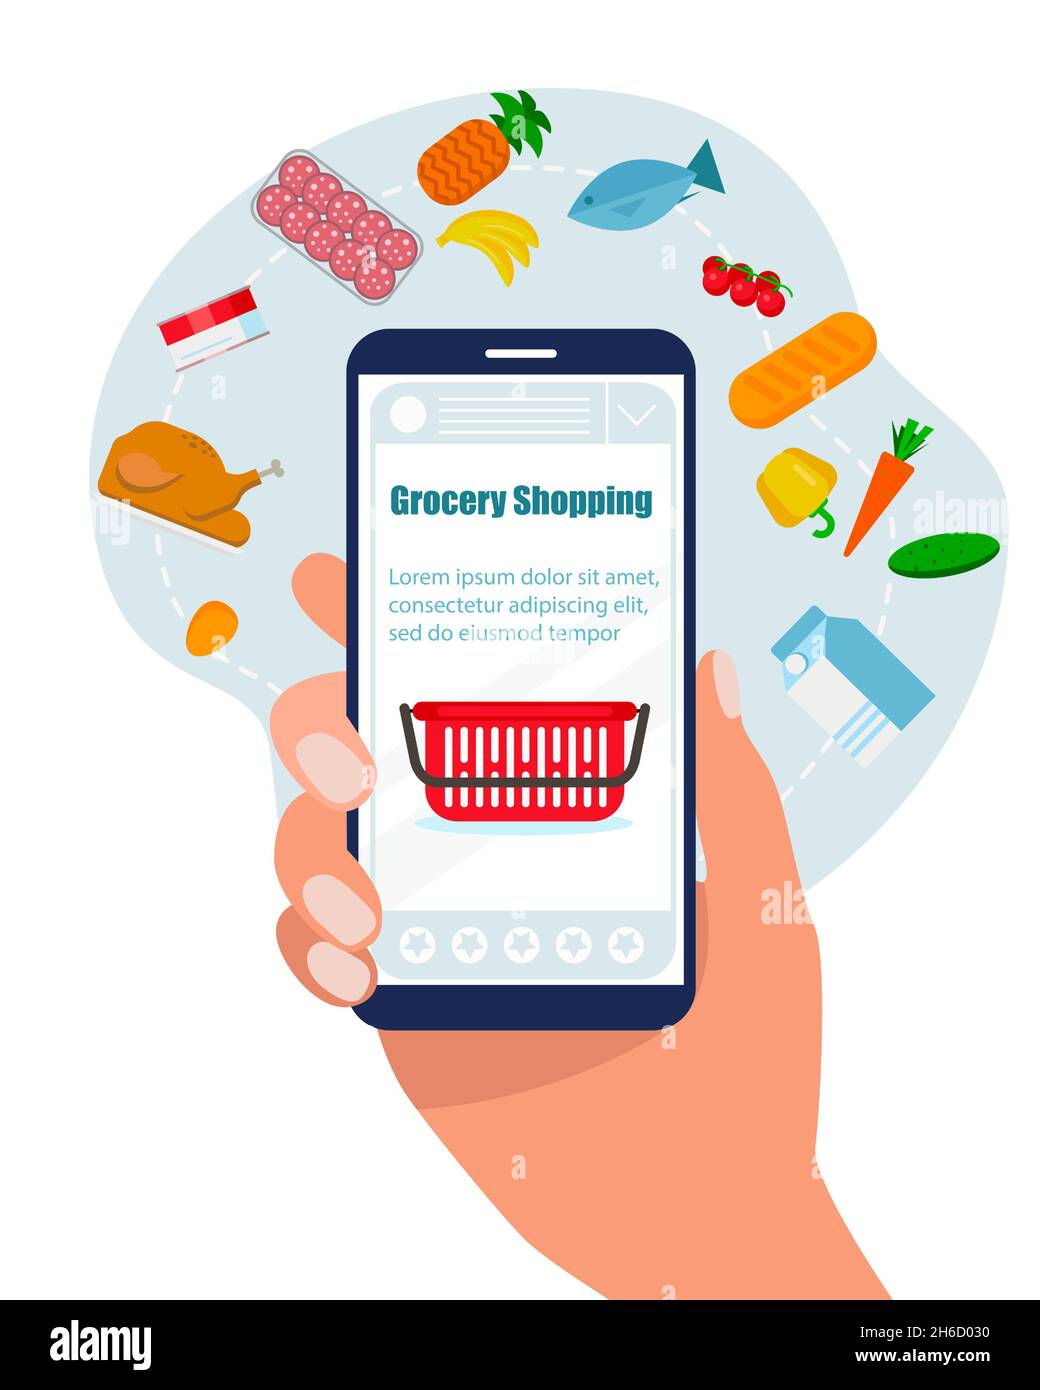 Grocery Shopping
Lorem ipsum dolor sit amet,
consectetur adipiscing elit,
sed do eiusmod tempor
alamy
Image ID: 2H6D030
www.alamy.com